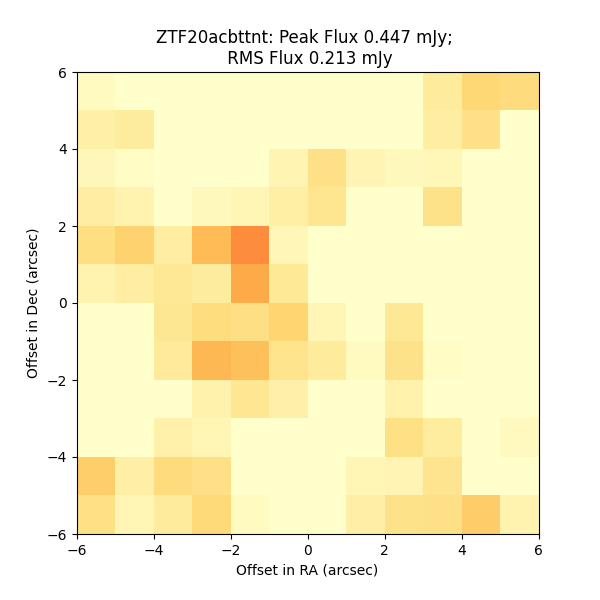 ZTF20acbttnt: Peak Flux 0.447 mJy;
RMS Flux 0.213 mJy
6
4
2
0
−2
−4
−6
Offset in Dec (arcsec)
−6 −4 −2 0 2 4 6
Offset in RA (arcsec)